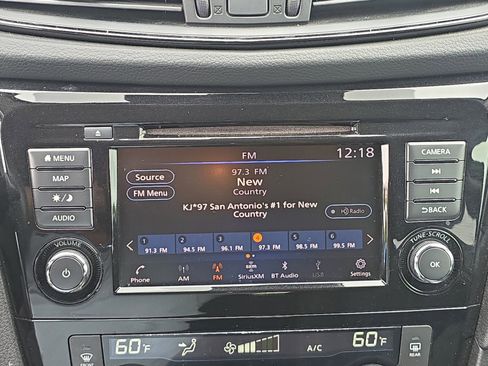 FM
12:18
MENU
MAP
AUDIO
VOLUME
CAMERA
BACK
TUNE·SCROLL
OK
Source
FM Menu
97.3 FM
New
Country
KJ*97 San Antonio's #1 for New
Country
HD Radio
1 2 3 4 5 6
91.3 FM 94.5 FM 96.1 FM 97.3 FM 98.5 FM 99.5 FM
Phone AM FM SiriusXM BT Audio USB Settings
60°F A/C 60°F
FRONT REAR